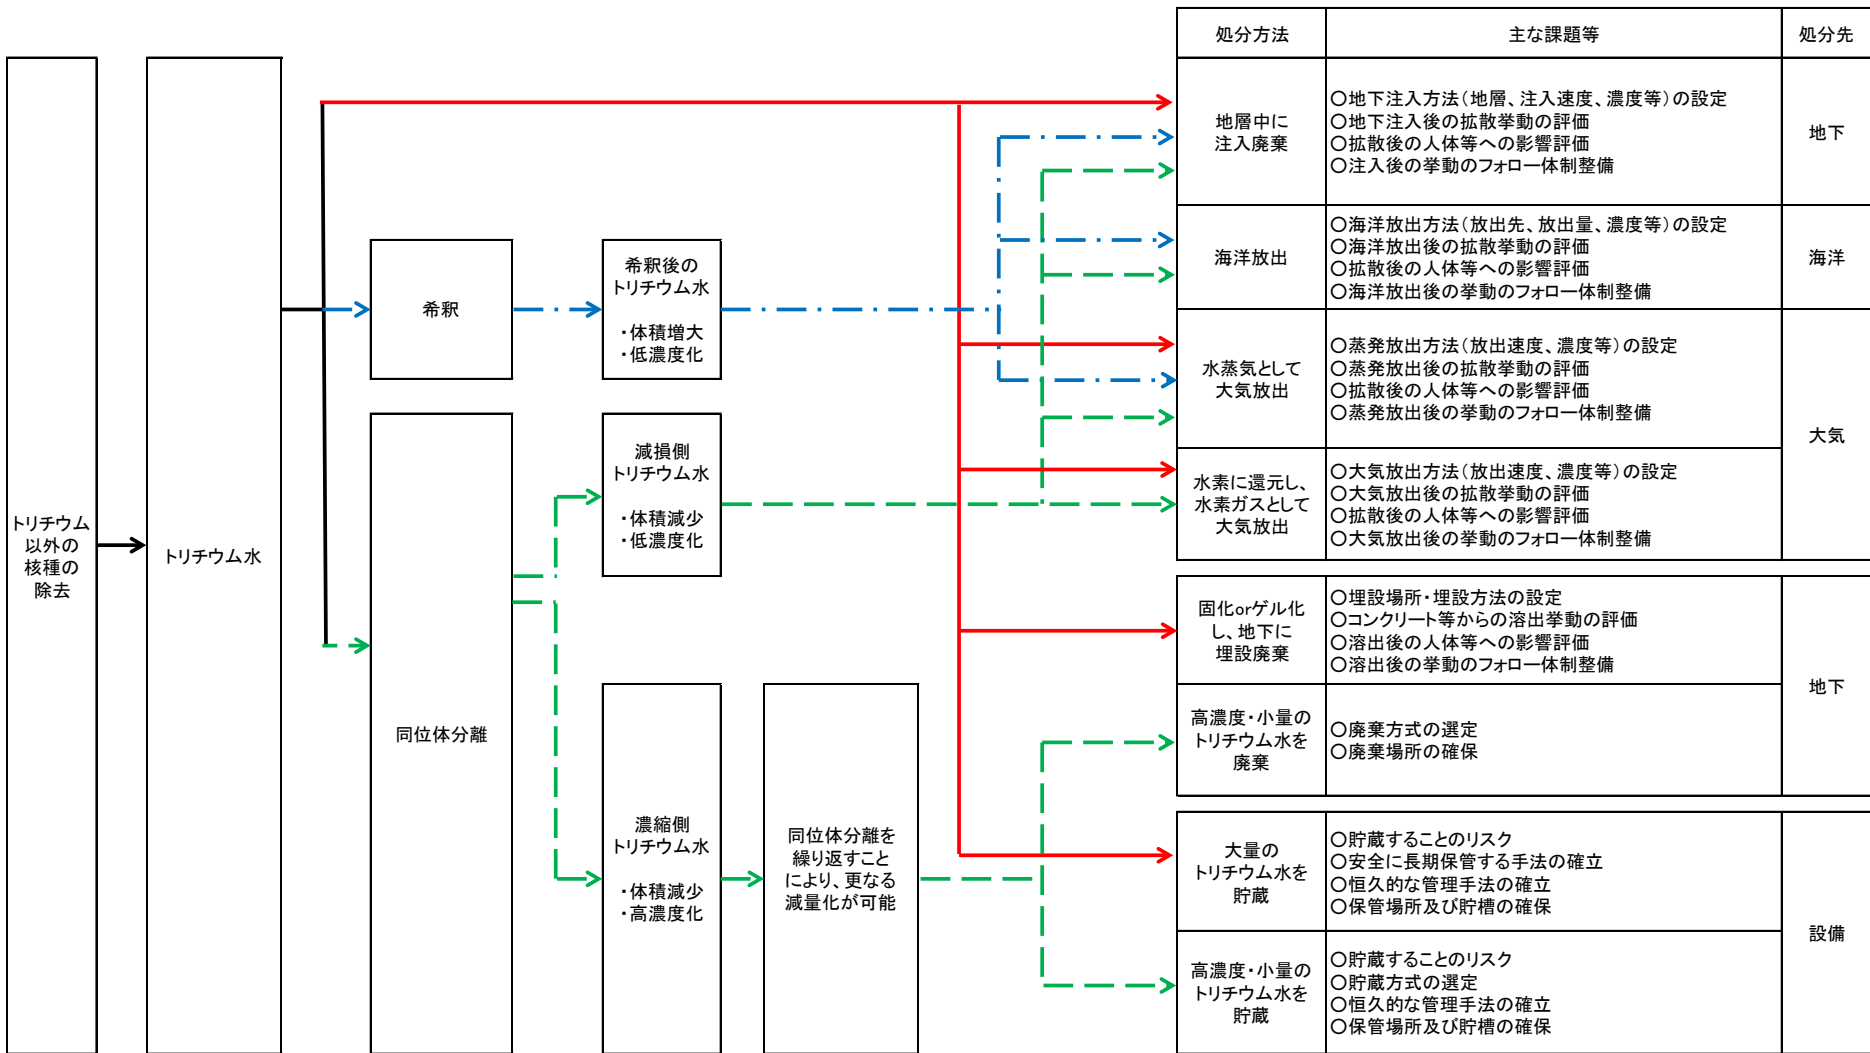 トリチウム
以外の
核種の
除去
トリチウム水
希釈
希釈後の
トリチウム水
・体積増大
・低濃度化
同位体分離
減損側
トリチウム水
・体積減少
・低濃度化
濃縮側
トリチウム水
・体積減少
・高濃度化
同位体分離を
繰り返すこと
により、更なる
減量化が可能
処分方法
主な課題等
処分先
地層中に
注入廃棄
○地下注入方法(地層、注入速度、濃度等)の設定
○地下注入後の拡散挙動の評価
○拡散後の人体等への影響評価
○注入後の挙動のフォロー体制整備
地下
海洋放出
○海洋放出方法(放出先、放出量、濃度等)の設定
○海洋放出後の拡散挙動の評価
○拡散後の人体等への影響評価
○海洋放出後の挙動のフォロー体制整備
海洋
水蒸気として
大気放出
○蒸発放出方法(放出速度、濃度等)の設定
○蒸発放出後の拡散挙動の評価
○拡散後の人体等への影響評価
○蒸発放出後の挙動のフォロー体制整備
大気
水素に還元し、
水素ガスとして
大気放出
○大気放出方法(放出速度、濃度等)の設定
○大気放出後の拡散挙動の評価
○拡散後の人体等への影響評価
○大気放出後の挙動のフォロー体制整備
固化orゲル化
し、地下に
埋設廃棄
○埋設場所・埋設方法の設定
○コンクリート等からの溶出挙動の評価
○溶出後の人体等への影響評価
○溶出後の挙動のフォロー体制整備
地下
高濃度・小量の
トリチウム水を
廃棄
○廃棄方式の選定
○廃棄場所の確保
大量の
トリチウム水を
貯蔵
○貯蔵することのリスク
○安全に長期保管する手法の確立
○恒久的な管理手法の確立
○保管場所及び貯槽の確保
設備
高濃度・小量の
トリチウム水を
貯蔵
○貯蔵することのリスク
○貯蔵方式の選定
○恒久的な管理手法の確立
○保管場所及び貯槽の確保